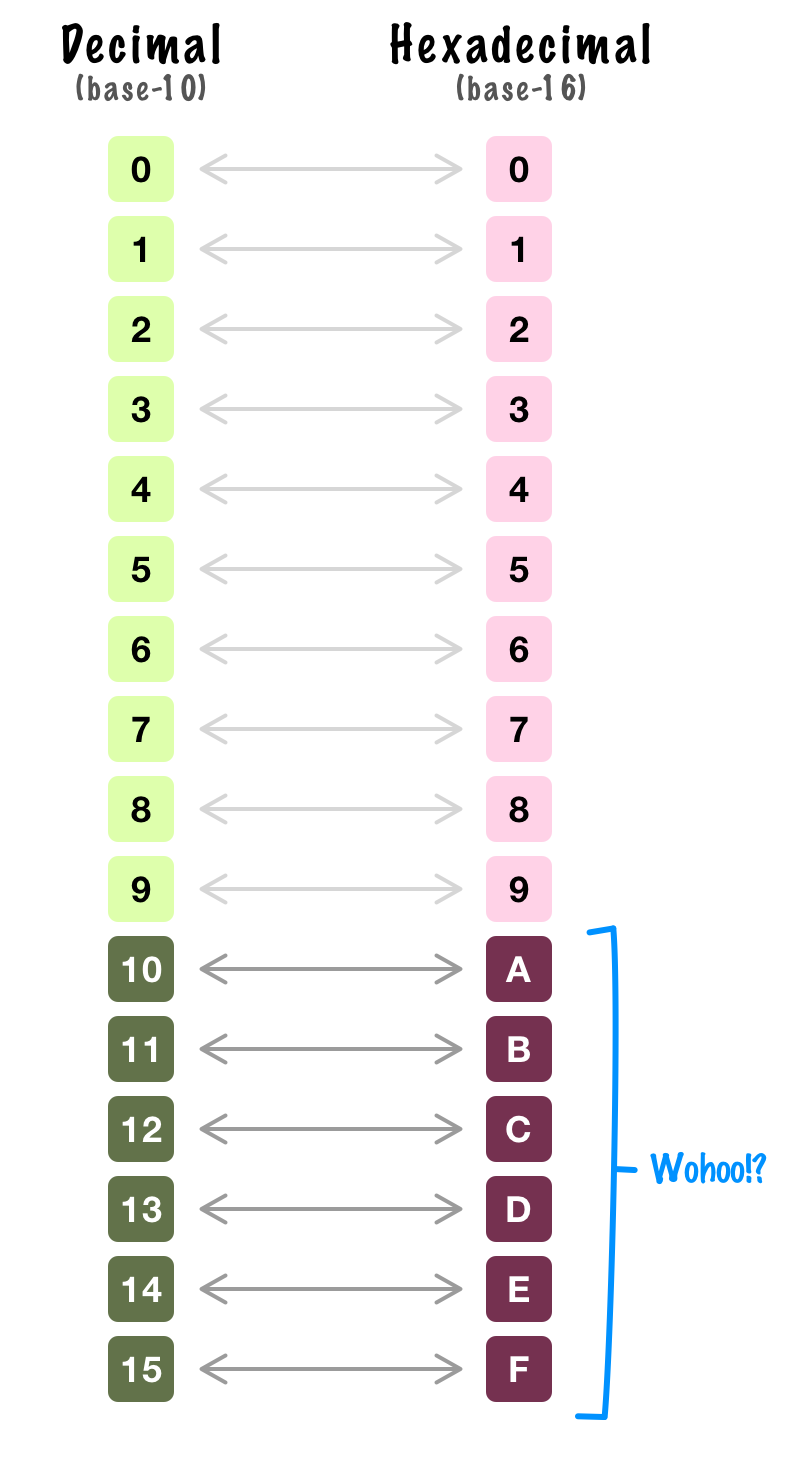 Decimal Hexadecimal
(base-10) (base-16)
0 0
1 1
2 2
3 3
4 4
5 5
6 6
7 7
8 8
9 9
10 A
11 B
12 C
13 D
Wohoo!?
14 E
15 F